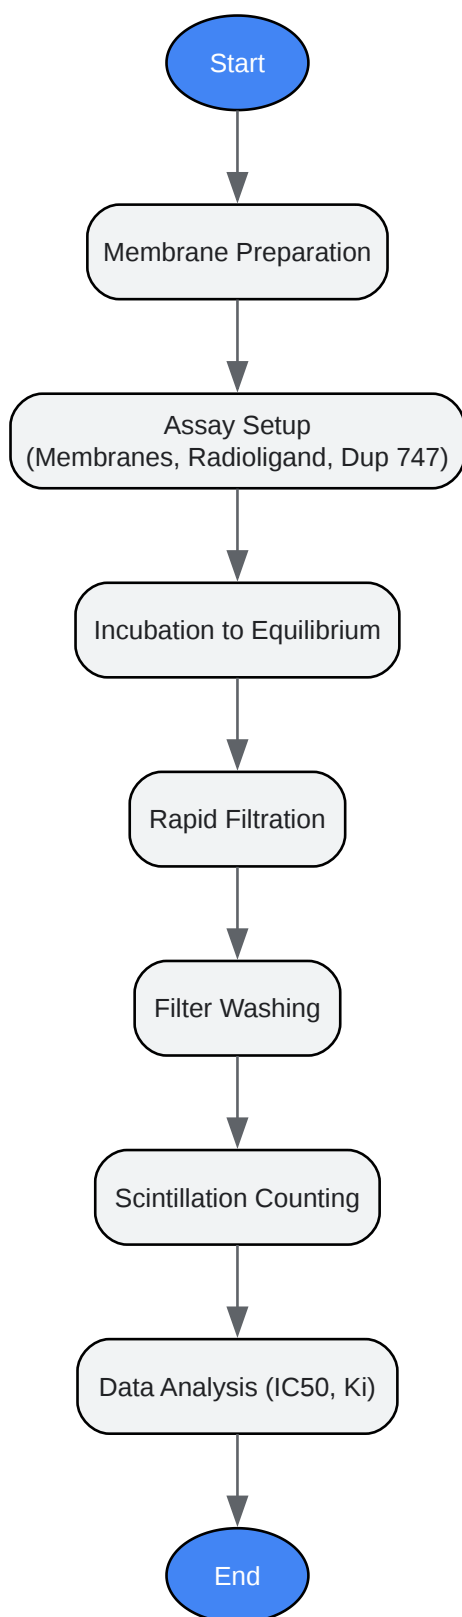 Start
Membrane Preparation
Assay Setup
(Membranes, Radioligand, Dup 747)
Incubation to Equilibrium
Rapid Filtration
Filter Washing
Scintillation Counting
Data Analysis (IC50, Ki)
End